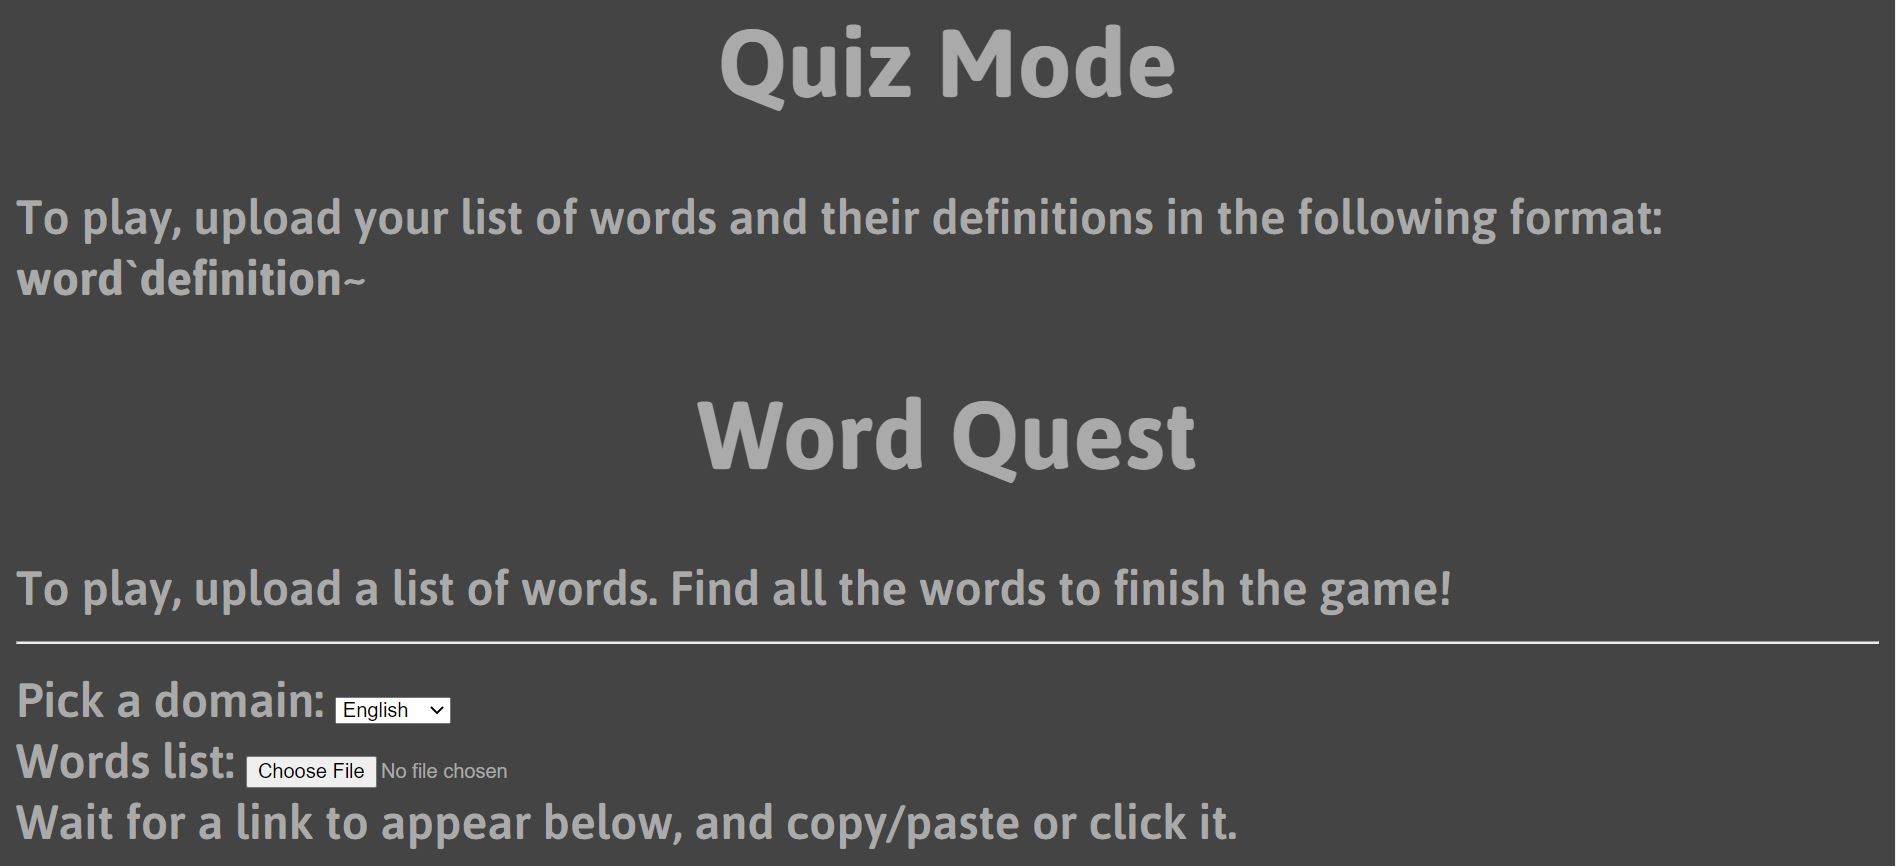 Quiz Mode
To play, upload your list of words and their definitions in the following format:
word`definition~
Word Quest
To play, upload a list of words. Find all the words to finish the game!
Pick a domain: English
Words list: Choose File No file chosen
Wait for a link to appear below, and copy/paste or click it.